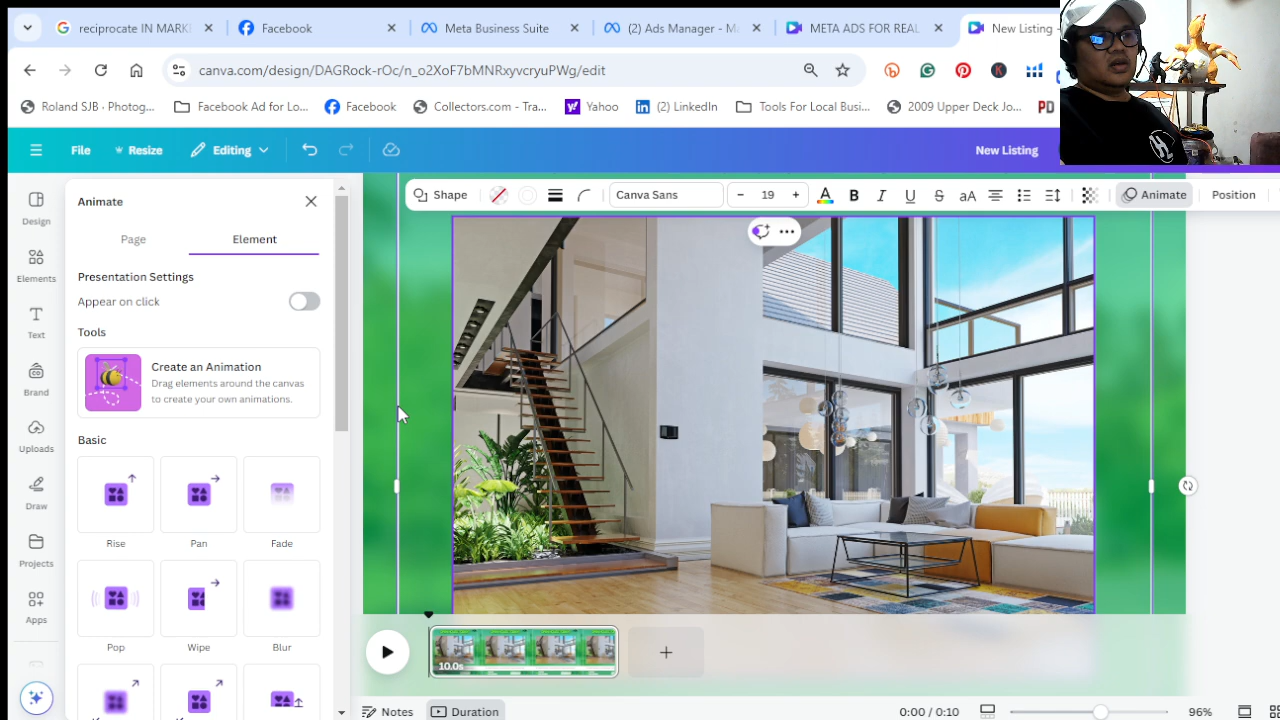 reciprocate IN MARK
Facebook
Meta Business Suite
(2) Ads Manager - M
META ADS FOR REAL
New Listing -
canva.com/design/DAGRock-rOc/n_o2XoF7bMNRxyvcryuPWg/edit
Roland SJB · Photog...
Facebook Ad for Lo...
Facebook
Collectors.com - Tra...
Yahoo
(2) LinkedIn
Tools For Local Busi...
2009 Upper Deck Jo...
PD
File
Resize
Editing
New Listing
Design
Elements
Text
Brand
Uploads
Draw
Projects
Apps
Animate
Page
Element
Presentation Settings
Appear on click
Tools
Create an Animation
Drag elements around the canvas
to create your own animations.
Basic
Rise
Pan
Fade
Pop
Wipe
Blur
Shape
Canva Sans
– 19 +
A
B
I
U
S
aA
Animate
Position
10.0s
Notes
Duration
0:00 / 0:10
96%